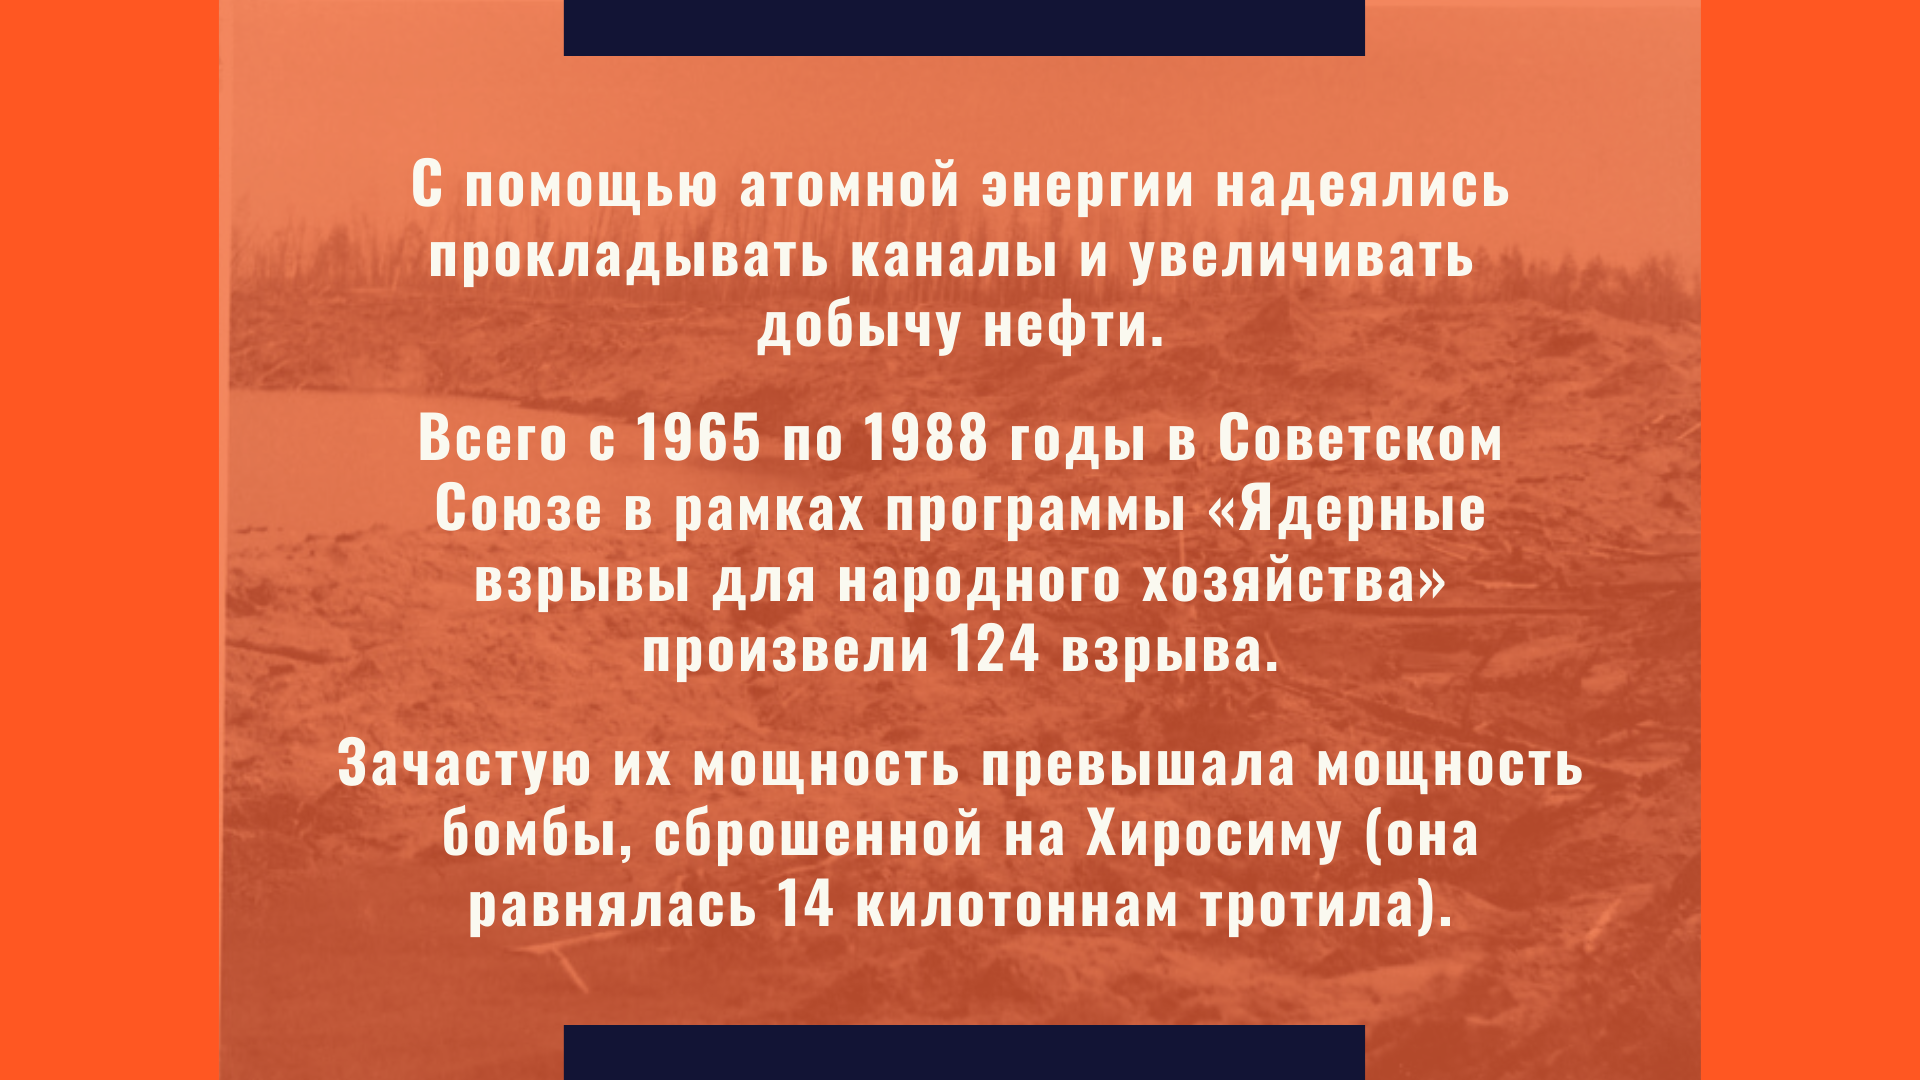 С помощью атомной энергии надеялись
прокладывать каналы и увеличивать
добычу нефти.
Всего с 1965 по 1988 годы в Советском
Союзе в рамках программы «Ядерные
взрывы для народного хозяйства»
произвели 124 взрыва.
Зачастую их мощность превышала мощность
бомбы, сброшенной на Хиросиму (она
равнялась 14 килотоннам тротила).